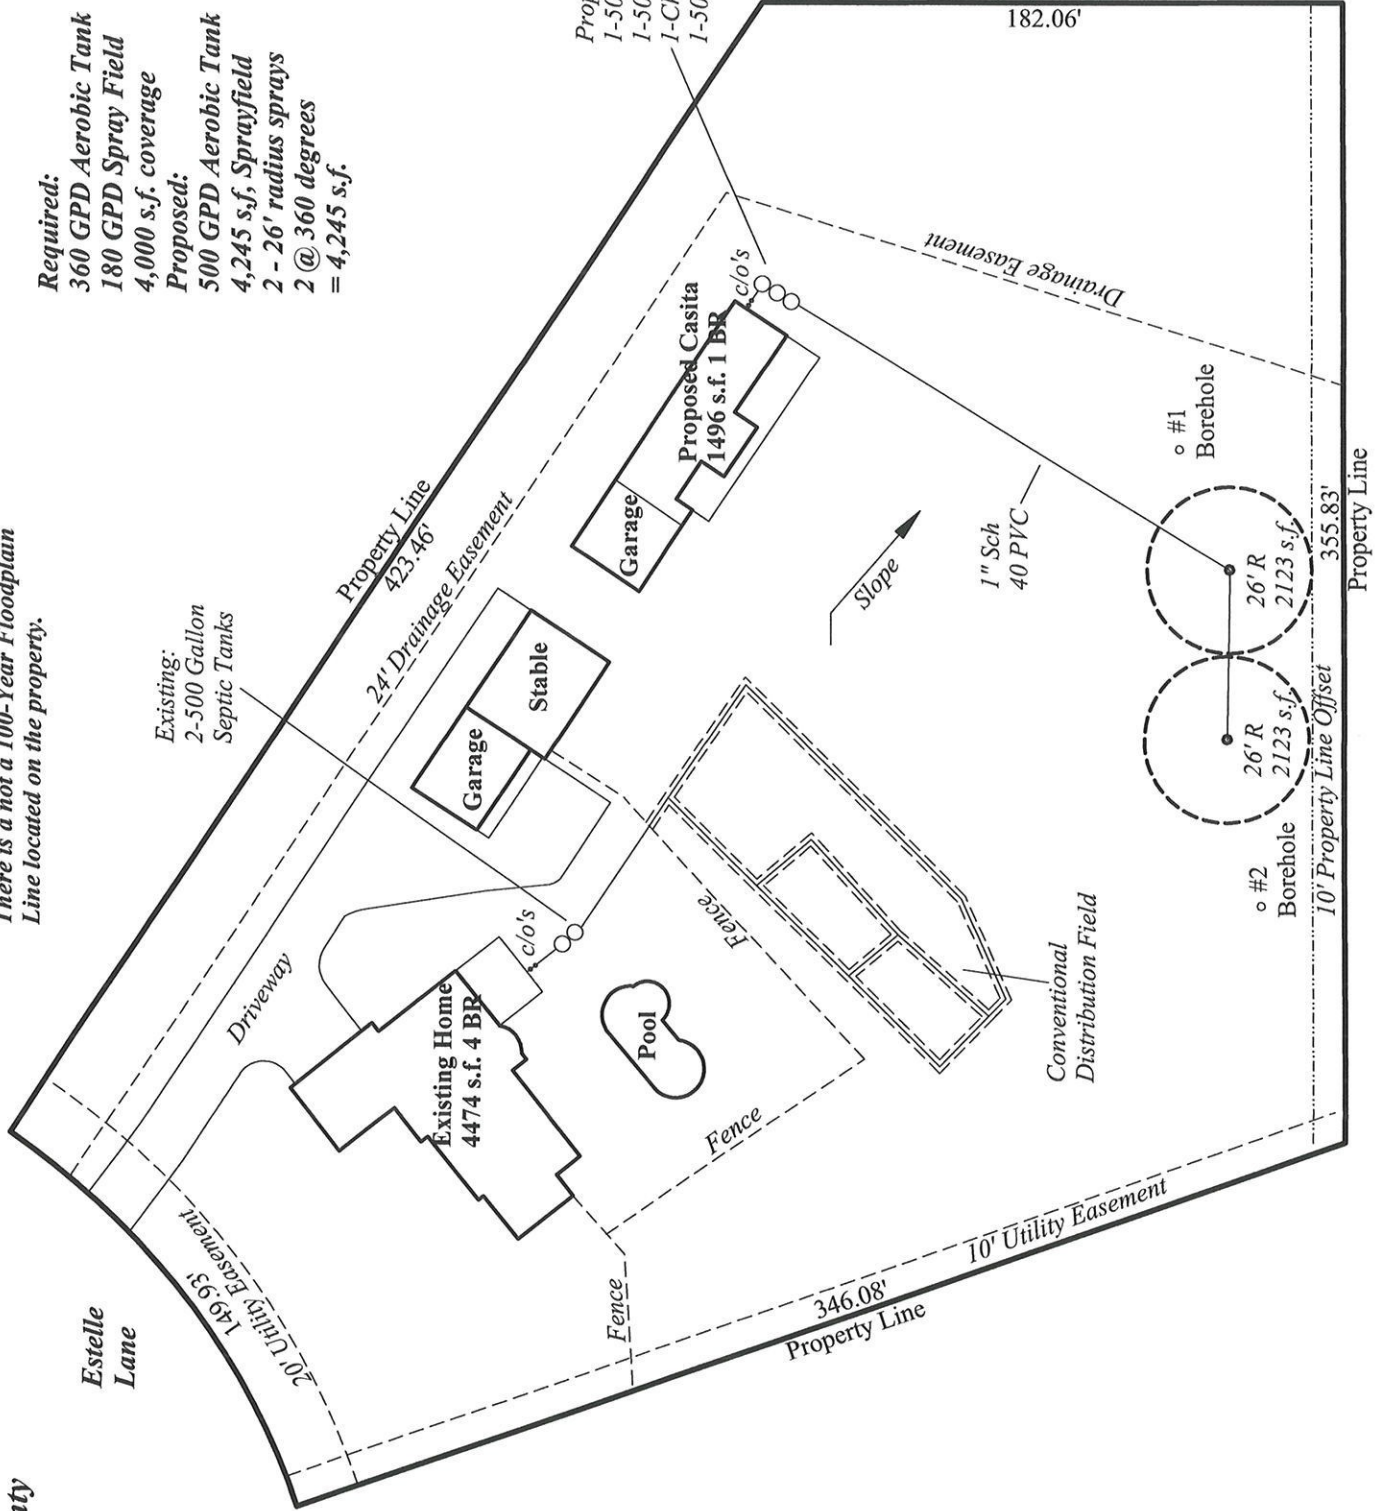 nty
Estelle
Lane
There is a not a 100-Year Floodplain
Line located on the property.
Required:
360 GPD Aerobic Tank
180 GPD Spray Field
4,000 s.f. coverage
Proposed:
500 GPD Aerobic Tank
4,245 s,f, Sprayfield
2 - 26' radius sprays
2 @ 360 degrees
= 4,245 s.f.
Existing:
2-500 Gallon
Septic Tanks
Property Line
423.46'
24' Drainage Easement
182.06'
149.93'
20' Utility Easement
Driveway
Garage
Stable
Garage
Proposed Casita
1496 s.f. 1 BR
c/o's
Drainage Easement
Existing Home
4474 s.f. 4 BR
c/o's
Pool
Fence
Fence
Fence
Slope
1" Sch
40 PVC
#1
Borehole
Conventional
Distribution Field
346.08'
Property Line
10' Utility Easement
#2
Borehole
26' R
2123 s.f.
26' R
2123 s.f.
10' Property Line Offset
355.83'
Property Line